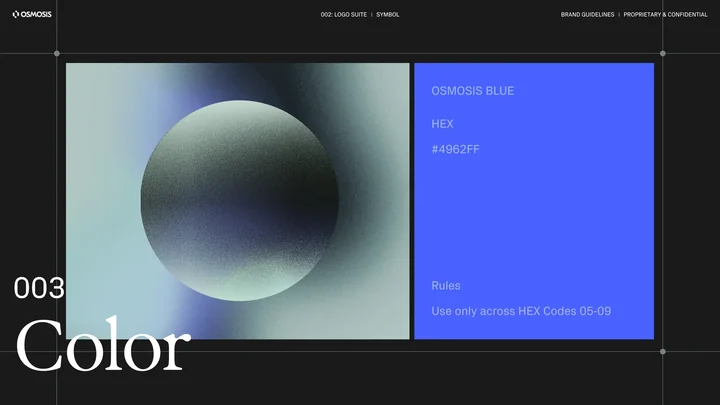 OSMOSIS
002: LOGO SUITE | SYMBOL
BRAND GUIDELINES | PROPRIETARY & CONFIDENTIAL
OSMOSIS BLUE
HEX
#4962FF
Rules
Use only across HEX Codes 05-09
003
Color